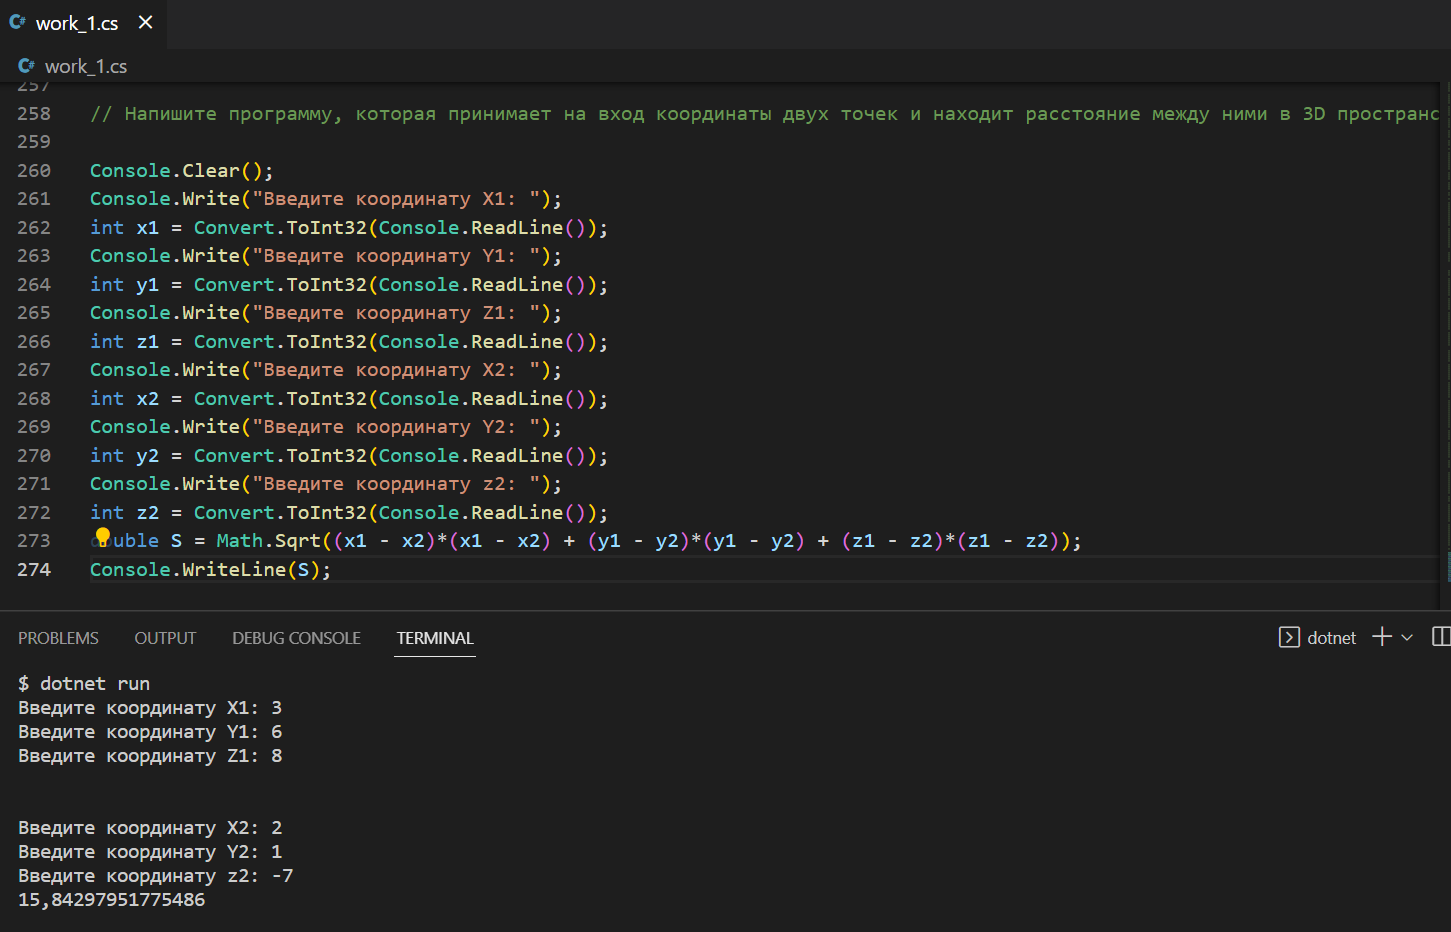 work_1.cs
work_1.cs
257
258 // Напишите программу, которая принимает на вход координаты двух точек и находит расстояние между ними в 3D пространс
259
260 Console.Clear();
261 Console.Write("Введите координату X1: ");
262 int x1 = Convert.ToInt32(Console.ReadLine());
263 Console.Write("Введите координату Y1: ");
264 int y1 = Convert.ToInt32(Console.ReadLine());
265 Console.Write("Введите координату Z1: ");
266 int z1 = Convert.ToInt32(Console.ReadLine());
267 Console.Write("Введите координату X2: ");
268 int x2 = Convert.ToInt32(Console.ReadLine());
269 Console.Write("Введите координату Y2: ");
270 int y2 = Convert.ToInt32(Console.ReadLine());
271 Console.Write("Введите координату z2: ");
272 int z2 = Convert.ToInt32(Console.ReadLine());
273 double S = Math.Sqrt((x1 - x2)*(x1 - x2) + (y1 - y2)*(y1 - y2) + (z1 - z2)*(z1 - z2));
274 Console.WriteLine(S);
PROBLEMS OUTPUT DEBUG CONSOLE TERMINAL dotnet
$ dotnet run
Введите координату X1: 3
Введите координату Y1: 6
Введите координату Z1: 8
Введите координату X2: 2
Введите координату Y2: 1
Введите координату z2: -7
15,84297951775486